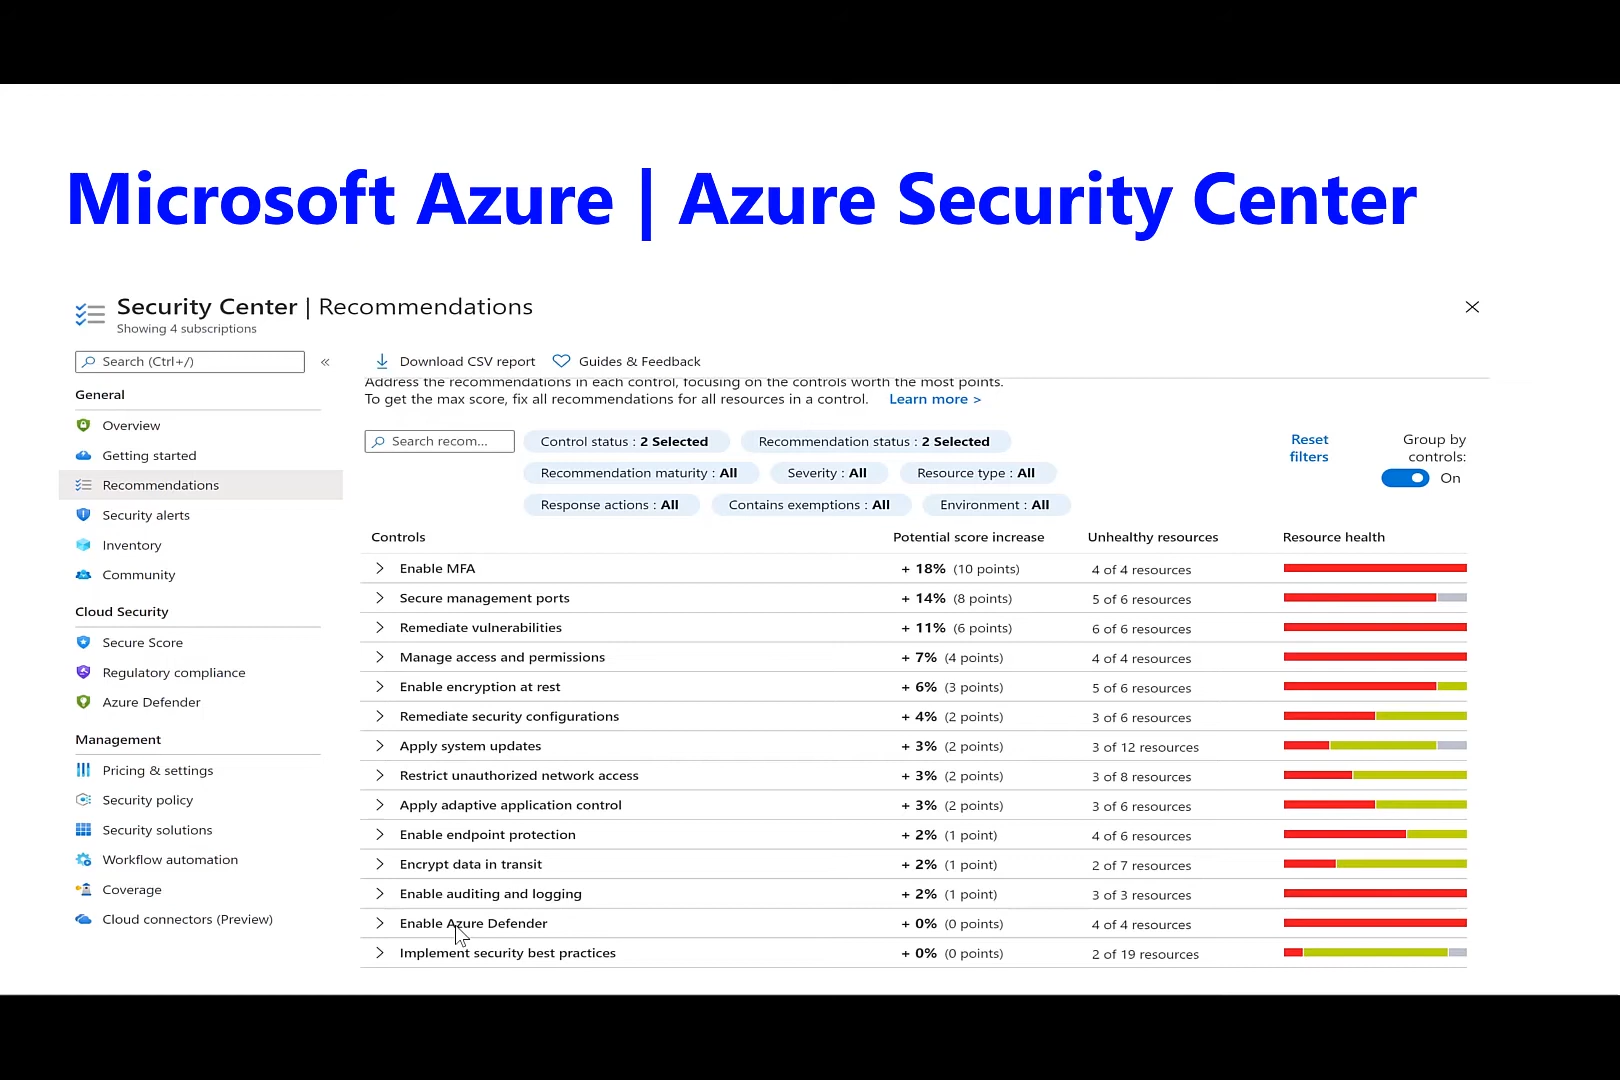 Microsoft Azure | Azure Security Center
Security Center | Recommendations
Showing 4 subscriptions
Search (Ctrl+/)
«
General
Overview
Getting started
Recommendations
Security alerts
Inventory
Community
Cloud Security
Secure Score
Regulatory compliance
Azure Defender
Management
Pricing & settings
Security policy
Security solutions
Workflow automation
Coverage
Cloud connectors (Preview)
Download CSV report Guides & Feedback
Address the recommendations in each control, focusing on the controls worth the most points.
To get the max score, fix all recommendations for all resources in a control. Learn more >
Search recom...
Control status : 2 Selected Recommendation status : 2 Selected
Recommendation maturity : All Severity : All Resource type : All
Response actions : All Contains exemptions : All Environment : All
Reset
filters
Group by
controls:
On
Controls Potential score increase Unhealthy resources Resource health
Enable MFA + 18% (10 points) 4 of 4 resources
Secure management ports + 14% (8 points) 5 of 6 resources
Remediate vulnerabilities + 11% (6 points) 6 of 6 resources
Manage access and permissions + 7% (4 points) 4 of 4 resources
Enable encryption at rest + 6% (3 points) 5 of 6 resources
Remediate security configurations + 4% (2 points) 3 of 6 resources
Apply system updates + 3% (2 points) 3 of 12 resources
Restrict unauthorized network access + 3% (2 points) 3 of 8 resources
Apply adaptive application control + 3% (2 points) 3 of 6 resources
Enable endpoint protection + 2% (1 point) 4 of 6 resources
Encrypt data in transit + 2% (1 point) 2 of 7 resources
Enable auditing and logging + 2% (1 point) 3 of 3 resources
Enable Azure Defender + 0% (0 points) 4 of 4 resources
Implement security best practices + 0% (0 points) 2 of 19 resources